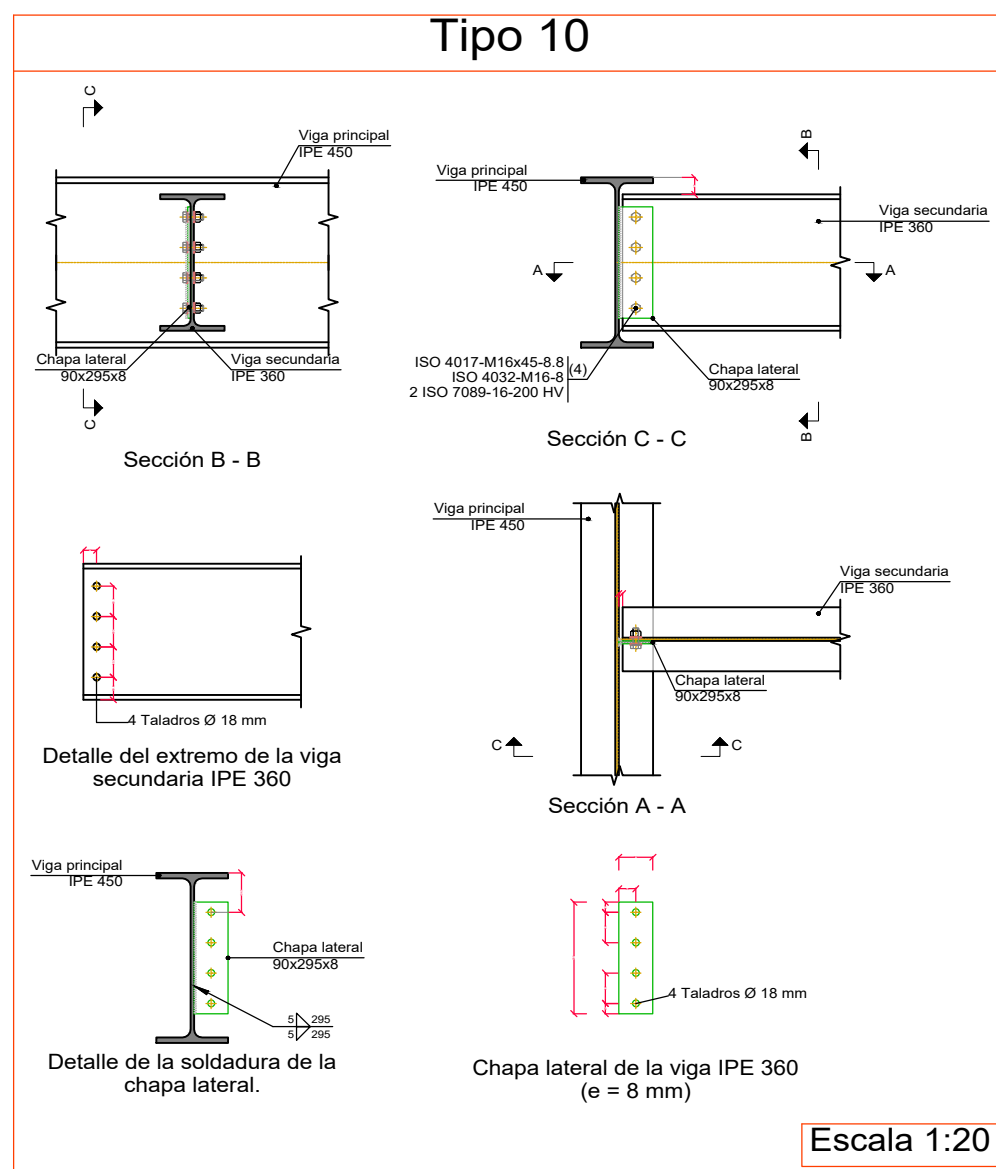 Tipo 10
C
Viga principal
IPE 450
Chapa lateral
90x295x8
Viga secundaria
IPE 360
C
Sección B - B
B
Viga principal
IPE 450
Viga secundaria
IPE 360
A
A
ISO 4017-M16x45-8.8
ISO 4032-M16-8
2 ISO 7089-16-200 HV
(4)
Chapa lateral
90x295x8
B
Sección C - C
4 Taladros Ø 18 mm
Detalle del extremo de la viga
secundaria IPE 360
Viga principal
IPE 450
Viga secundaria
IPE 360
Chapa lateral
90x295x8
C
C
Sección A - A
Viga principal
IPE 450
Chapa lateral
90x295x8
5 295
5 295
Detalle de la soldadura de la
chapa lateral.
4 Taladros Ø 18 mm
Chapa lateral de la viga IPE 360
(e = 8 mm)
Escala 1:20